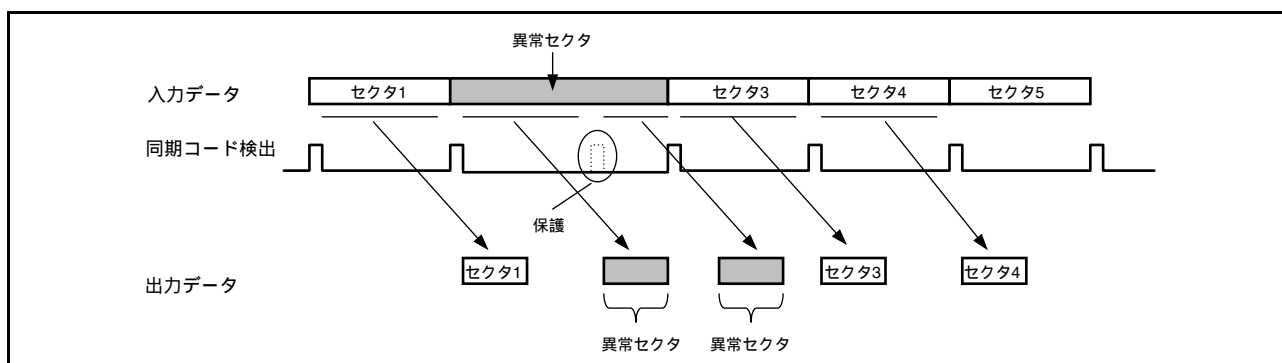 異常セクタ
入力データ
セクタ1
セクタ3
セクタ4
セクタ5
同期コード検出
保護
出力データ
セクタ1
セクタ3
セクタ4
異常セクタ
異常セクタ